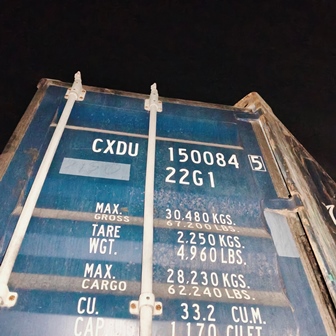 CXDU 150084 5
22G1
MAX. GROSS 30.480 KGS.
67.200 LBS.
TARE WGT. 2.250 KGS.
4.960 LBS.
MAX. CARGO 28.230 KGS.
62.240 LBS.
CU. 33.2 CU.M.
CAP. 1.170 CU.FT.
7